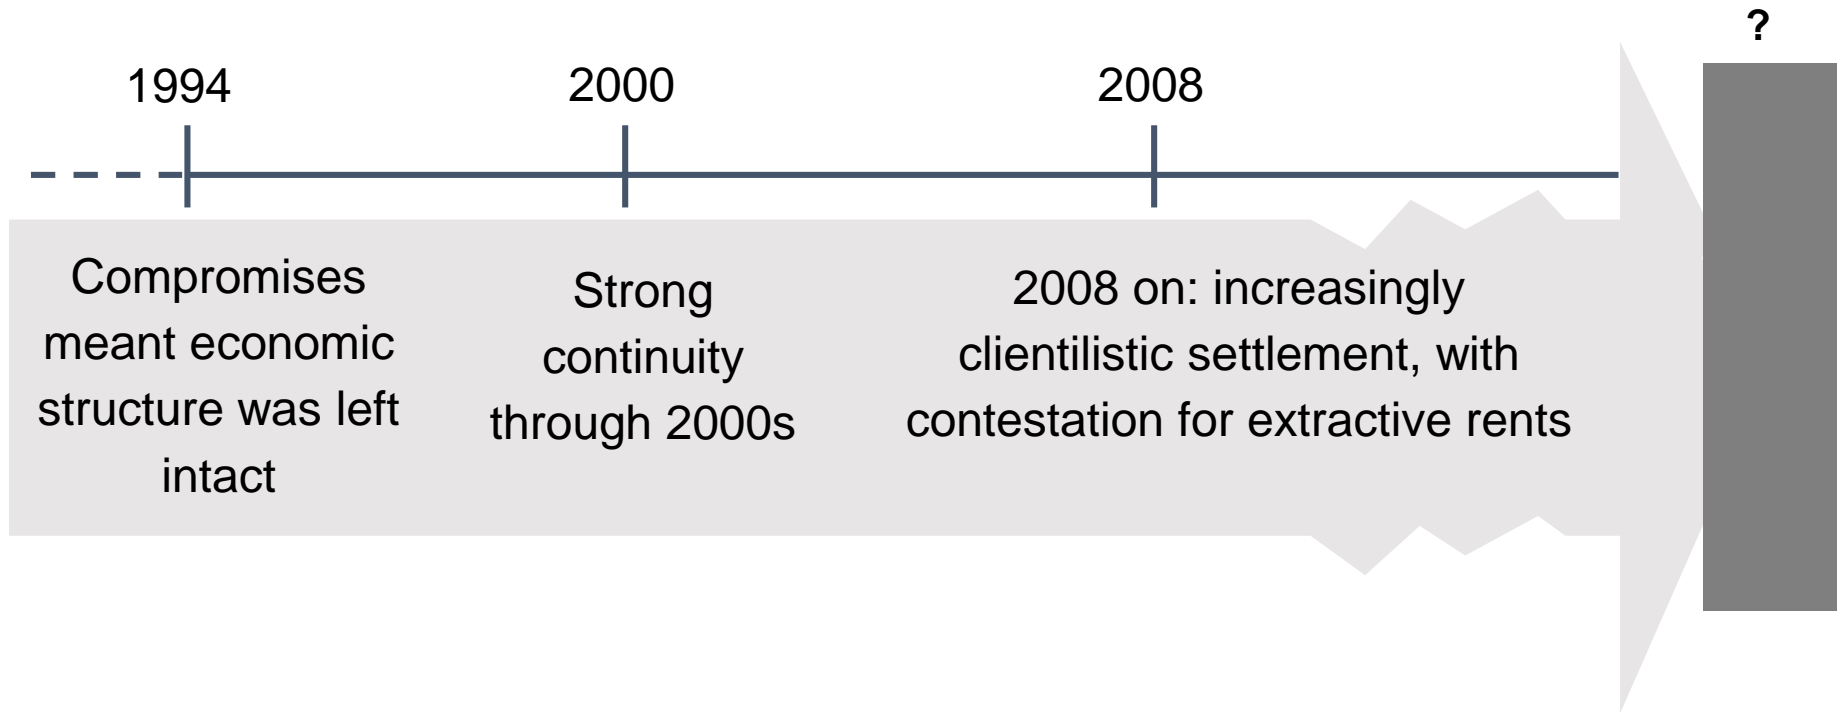 ?
1994
2000
2008
Compromises
meant economic
structure was left
intact
Strong
continuity
through 2000s
2008 on: increasingly
clientilistic settlement, with
contestation for extractive rents